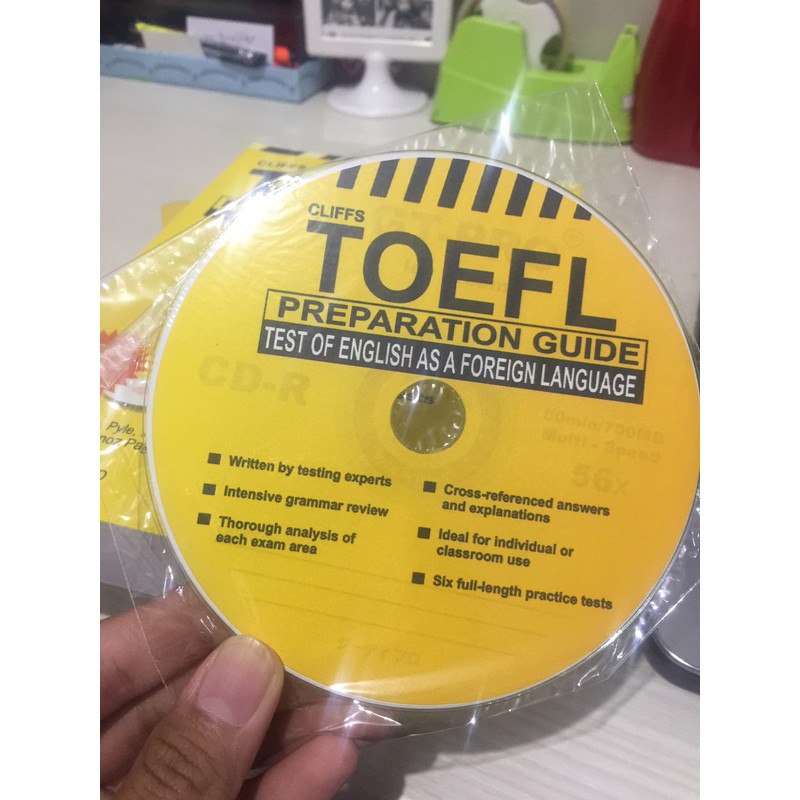 CLIFFS
CLIFFS
TOEFL
PREPARATION GUIDE
TEST OF ENGLISH AS A FOREIGN LANGUAGE
CD-R
80min/700MB
Multi - Speed
56x
Written by testing experts
Intensive grammar review
Thorough analysis of
each exam area
Cross-referenced answers
and explanations
Ideal for individual or
classroom use
Six full-length practice tests
Pyle,